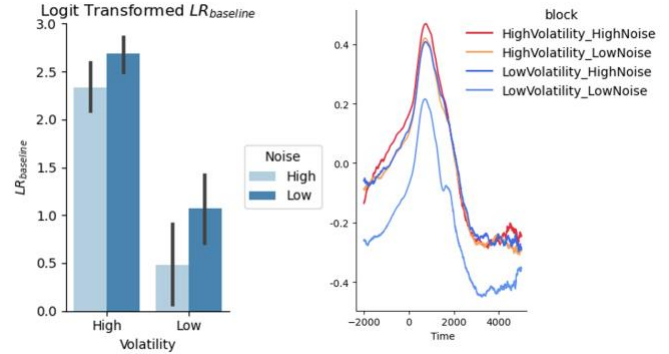 Logit Transformed LR_baseline
3.0
2.5
2.0
1.5
1.0
0.5
0.0
LR_baseline
High
Low
Volatility
Noise
High
Low
block
HighVolatility_HighNoise
HighVolatility_LowNoise
LowVolatility_HighNoise
LowVolatility_LowNoise
0.4
0.2
0.0
-0.2
-0.4
−2000
0
2000
4000
Time